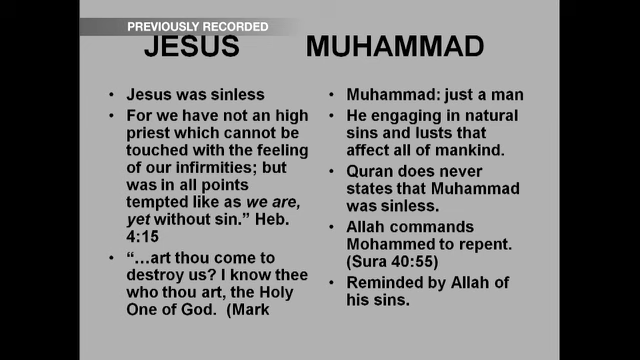 PREVIOUSLY RECORDED
JESUS
• Jesus was sinless
• For we have not an high
priest which cannot be
touched with the feeling
of our infirmities; but
was in all points
tempted like as we are,
yet without sin.” Heb.
4:15
• “…art thou come to
destroy us? I know thee
who thou art, the Holy
One of God. (Mark
MUHAMMAD
• Muhammad: just a man
• He engaging in natural
sins and lusts that
affect all of mankind.
• Quran does never
states that Muhammad
was sinless.
• Allah commands
Mohammed to repent.
(Sura 40:55)
• Reminded by Allah of
his sins.